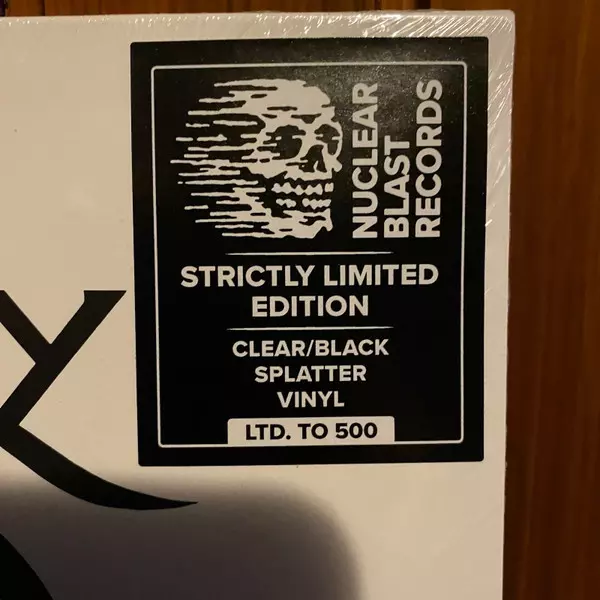 NUCLEAR
BLAST
RECORDS
STRICTLY LIMITED
EDITION
CLEAR/BLACK
SPLATTER
VINYL
LTD. TO 500